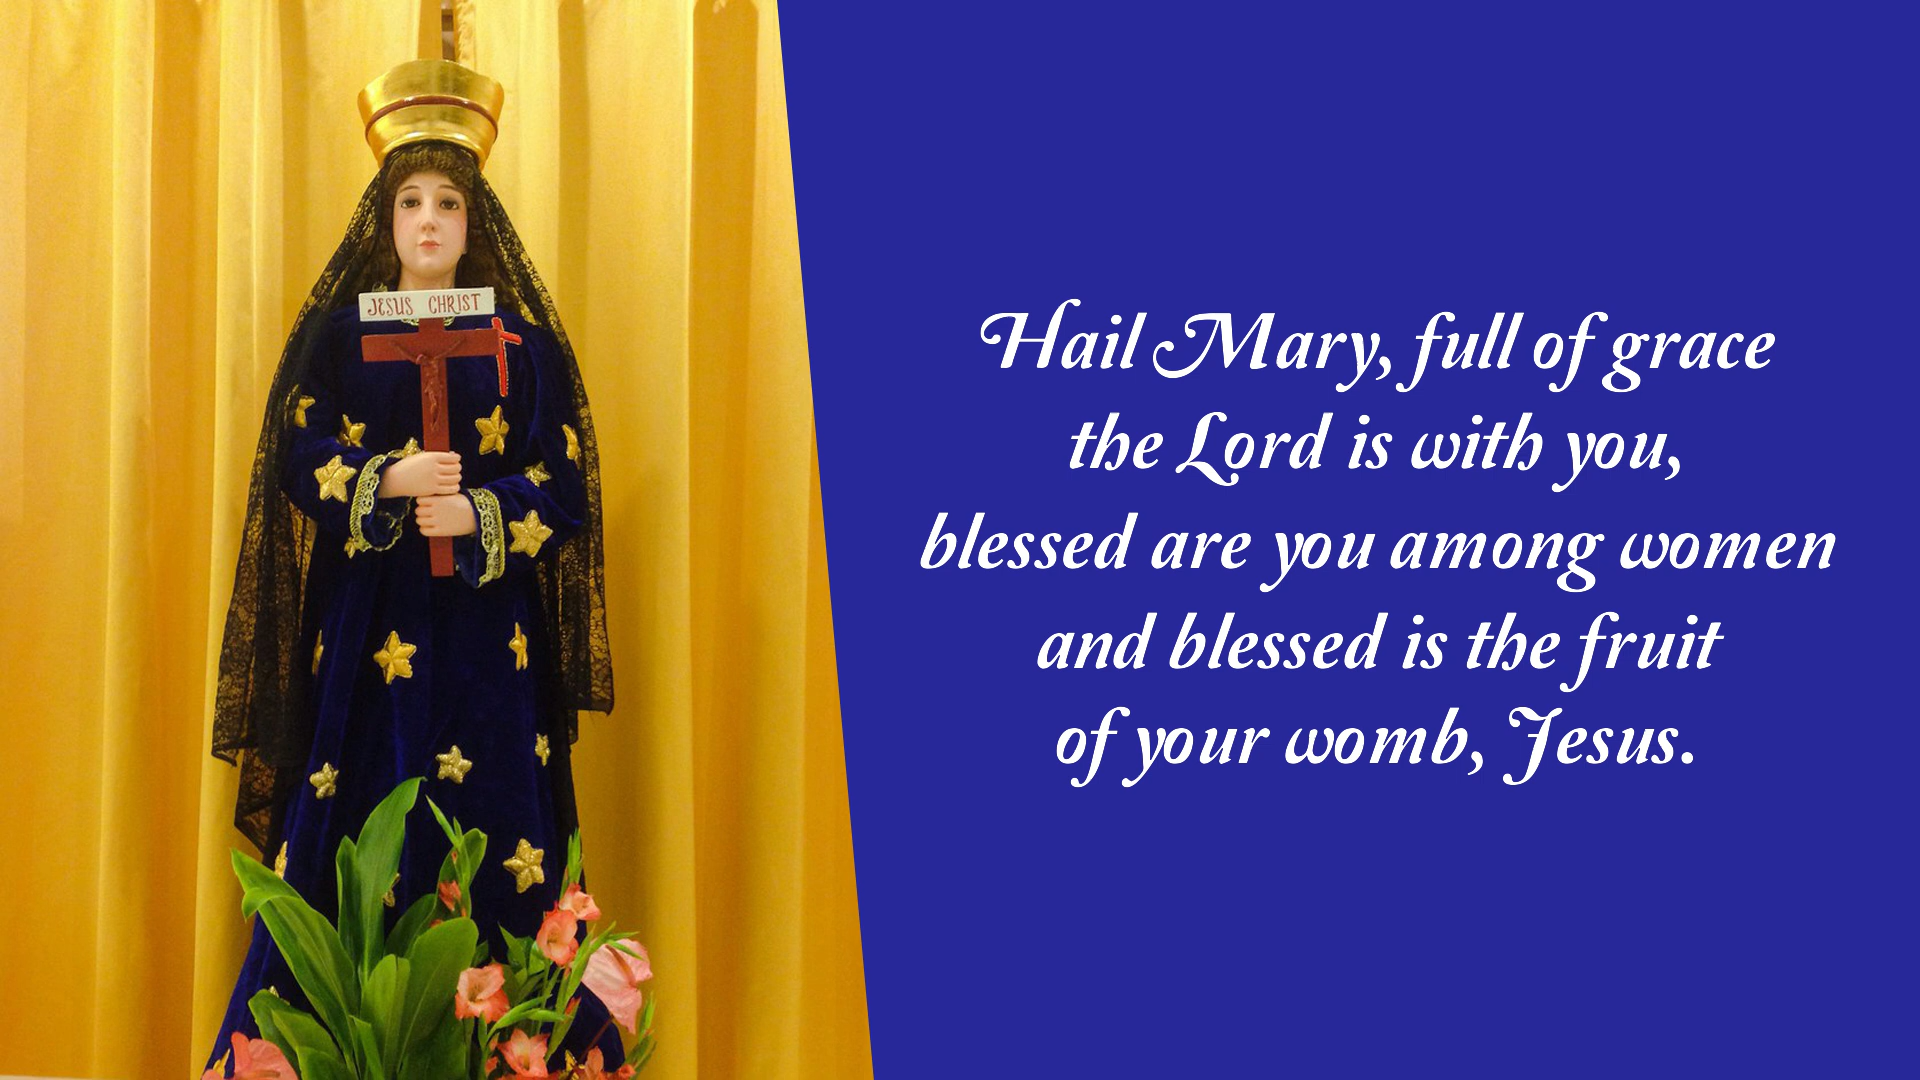 JESUS CHRIST
Hail Mary, full of grace
the Lord is with you,
blessed are you among women
and blessed is the fruit
of your womb, Jesus.